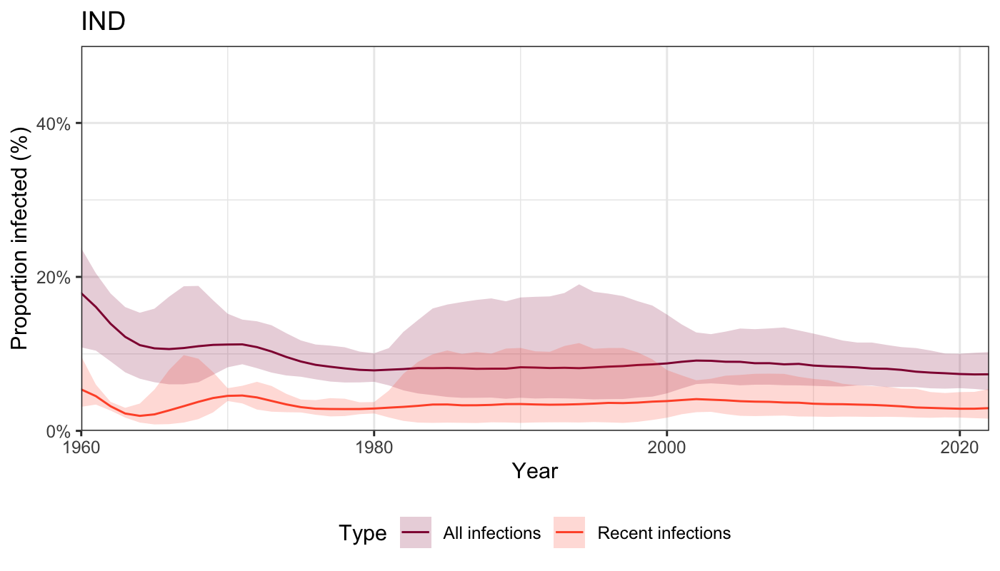 IND
Proportion infected (%)
40%
20%
0%
1960 1980 2000 2020
Year
Type All infections Recent infections